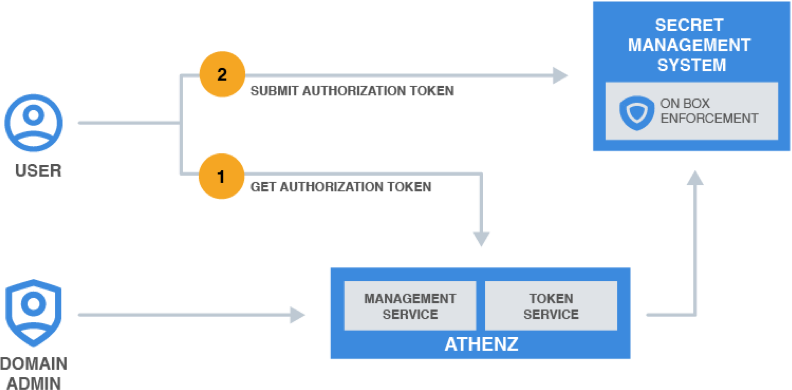 SECRET
MANAGEMENT
SYSTEM
ON BOX
ENFORCEMENT
2
SUBMIT AUTHORIZATION TOKEN
USER
1
GET AUTHORIZATION TOKEN
MANAGEMENT
SERVICE
TOKEN
SERVICE
ATHENZ
DOMAIN
ADMIN